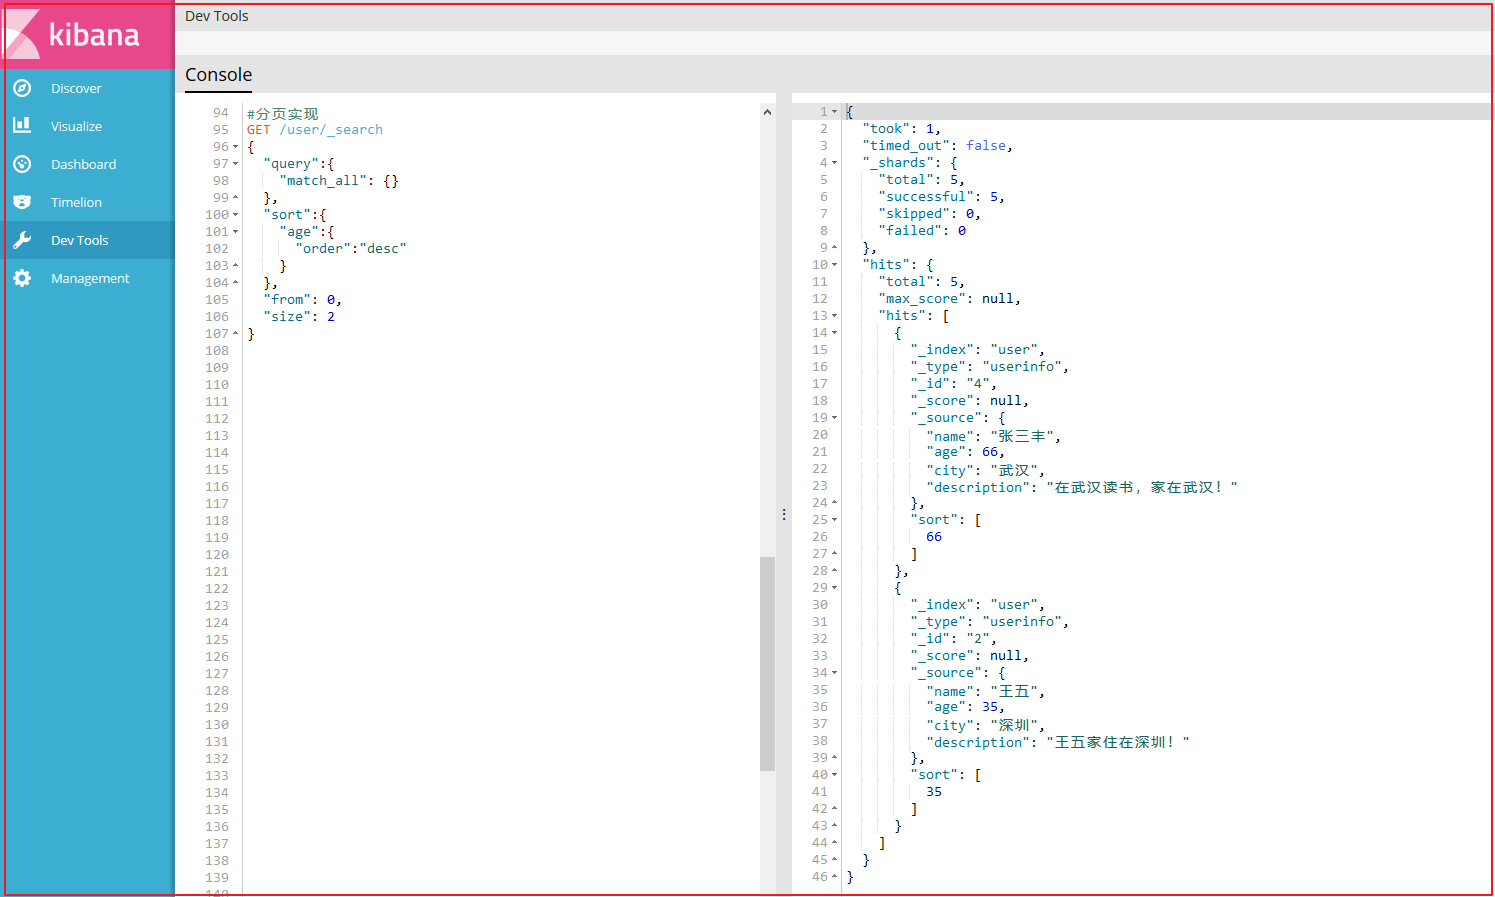 kibana
Discover
Visualize
Dashboard
Timelion
Dev Tools
Management
Dev Tools
Console
94 #分页实现
95 GET /user/_search
96 {
97 "query":{
98 "match_all": {}
99 },
100 "sort":{
101 "age":{
102 "order":"desc"
103 }
104 },
105 "from": 0,
106 "size": 2
107 }
108
109
110
111
112
113
114
115
116
117
118
119
120
121
122
123
124
125
126
127
128
129
130
131
132
133
134
135
136
137
138
139
140
1 {
2 "took": 1,
3 "timed_out": false,
4 "_shards": {
5 "total": 5,
6 "successful": 5,
7 "skipped": 0,
8 "failed": 0
9 },
10 "hits": {
11 "total": 5,
12 "max_score": null,
13 "hits": [
14 {
15 "_index": "user",
16 "_type": "userinfo",
17 "_id": "4",
18 "_score": null,
19 "_source": {
20 "name": "张三丰",
21 "age": 66,
22 "city": "武汉",
23 "description": "在武汉读书，家在武汉！"
24 },
25 "sort": [
26 66
27 ]
28 },
29 {
30 "_index": "user",
31 "_type": "userinfo",
32 "_id": "2",
33 "_score": null,
34 "_source": {
35 "name": "王五",
36 "age": 35,
37 "city": "深圳",
38 "description": "王五家住在深圳！"
39 },
40 "sort": [
41 35
42 ]
43 }
44 ]
45 }
46 }